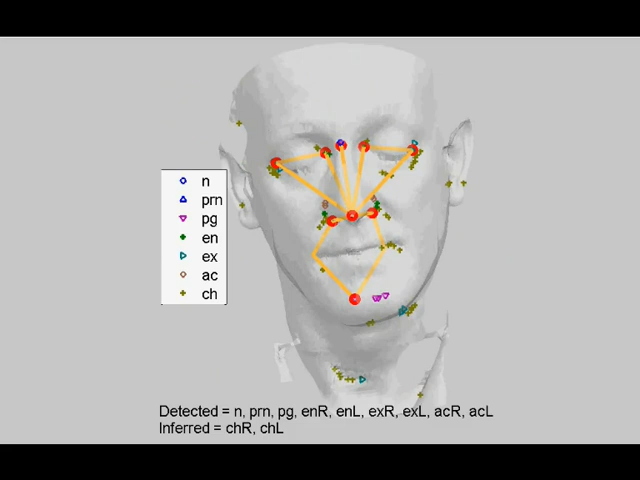 n
prn
pg
en
ex
ac
ch
Detected = n, prn, pg, enR, enL, exR, exL, acR, acL
Inferred = chR, chL